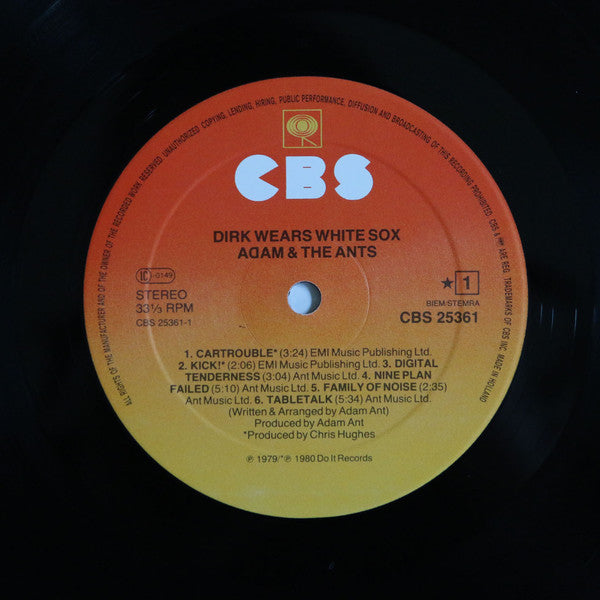 ALL RIGHTS OF THE MANUFACTURER AND OF THE OWNER OF THE RECORDED WORK RESERVED. UNAUTHORIZED COPYING, LENDING, HIRING, PUBLIC PERFORMANCE, DIFFUSION AND BROADCASTING OF THIS RECORD PROHIBITED. CBS & ARE REG. TRADEMARKS OF CBS INC. MADE IN HOLLAND
CBS
DIRK WEARS WHITE SOX
ADAM & THE ANTS
LC -0149
STEREO
33⅓ RPM
CBS 25361-1
★ 1
BIEM/STEMRA
CBS 25361
1. CARTROUBLE* (3:24) EMI Music Publishing Ltd.
2. KICK!* (2:06) EMI Music Publishing Ltd. 3. DIGITAL
TENDERNESS (3:04) Ant Music Ltd. 4. NINE PLAN
FAILED (5:10) Ant Music Ltd. 5. FAMILY OF NOISE (2:35)
Ant Music Ltd. 6. TABLETALK (5:34) Ant Music Ltd.
(Written & Arranged by Adam Ant)
Produced by Adam Ant
*Produced by Chris Hughes
℗ 1979/*℗ 1980 Do It Records